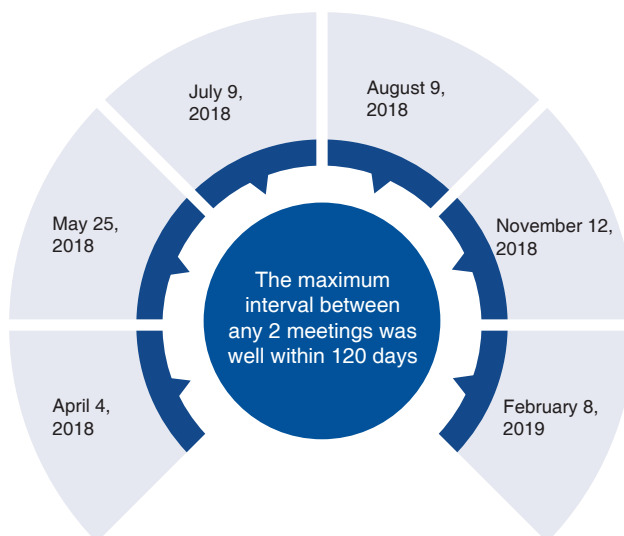 April 4,
2018
May 25,
2018
July 9,
2018
August 9,
2018
November 12,
2018
February 8,
2019
The maximum
interval between
any 2 meetings was
well within 120 days